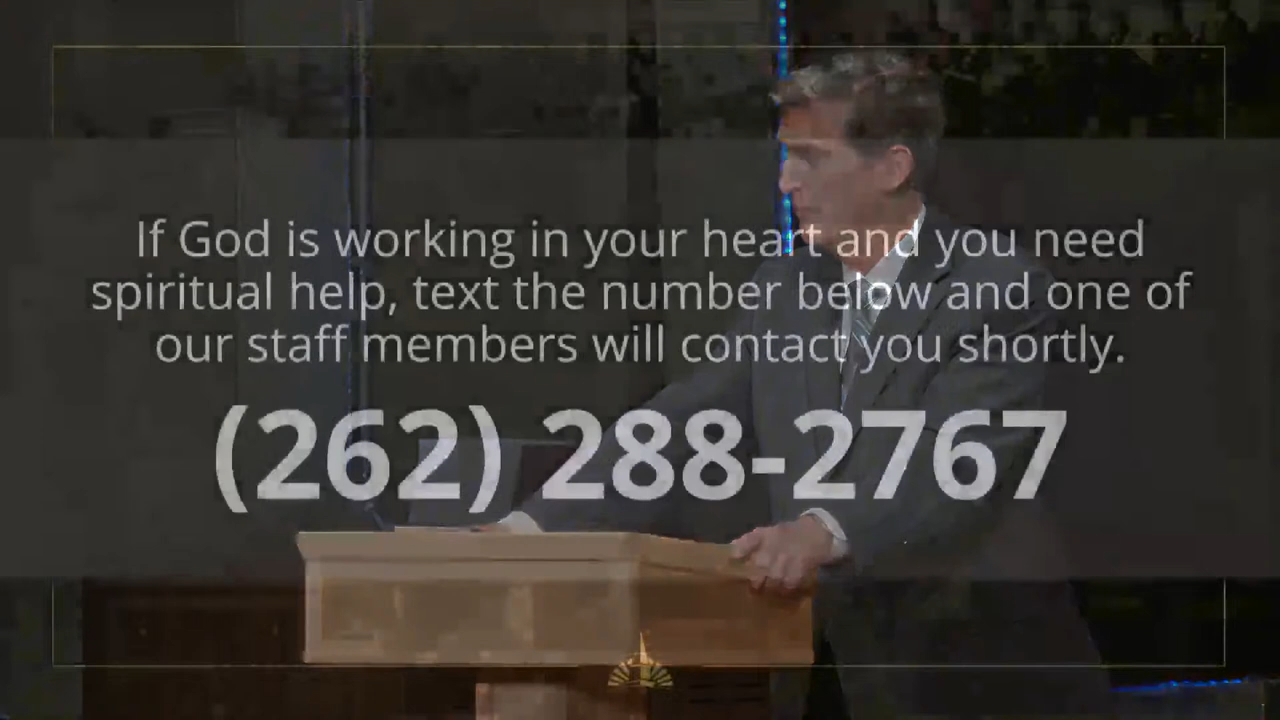 If God is working in your heart and you need
spiritual help, text the number below and one of
our staff members will contact you shortly.
(262) 288-2767